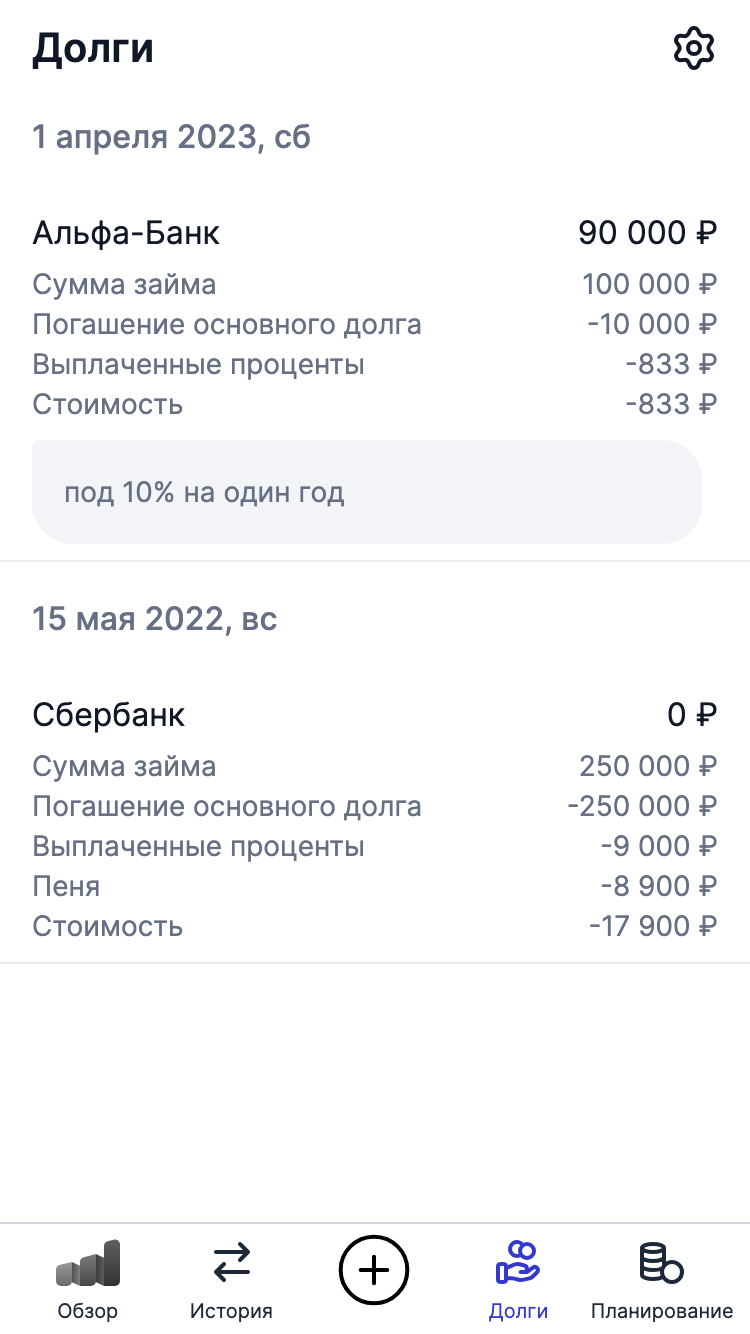 Долги
1 апреля 2023, сб
Альфа-Банк 90 000 ₽
Сумма займа 100 000 ₽
Погашение основного долга -10 000 ₽
Выплаченные проценты -833 ₽
Стоимость -833 ₽
под 10% на один год
15 мая 2022, вс
Сбербанк 0 ₽
Сумма займа 250 000 ₽
Погашение основного долга -250 000 ₽
Выплаченные проценты -9 000 ₽
Пеня -8 900 ₽
Стоимость -17 900 ₽
Обзор История Долги Планирование